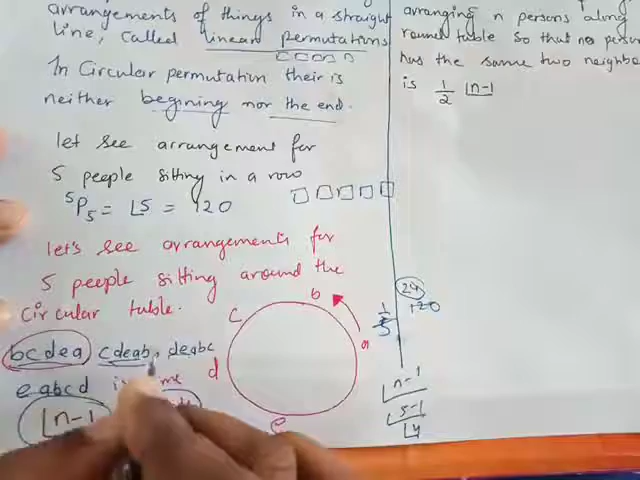 arrangements of things in a straight
line, called linear permutations
In Circular permutation their is
neither begining nor the end.
let see arrangement for
5 people sitting in a row
⁵P₅ = L5 = 120
let's see arrangements for
5 people sitting around the
circular table.
bcdea cdeab, deabc
eabcd
Ln-1
a
b
c
d
e
arranging n persons along
round table so that no person
has the same two neighbo
is 1/2 Ln-1
24
120
1/5
Ln-1
L5-1
L4